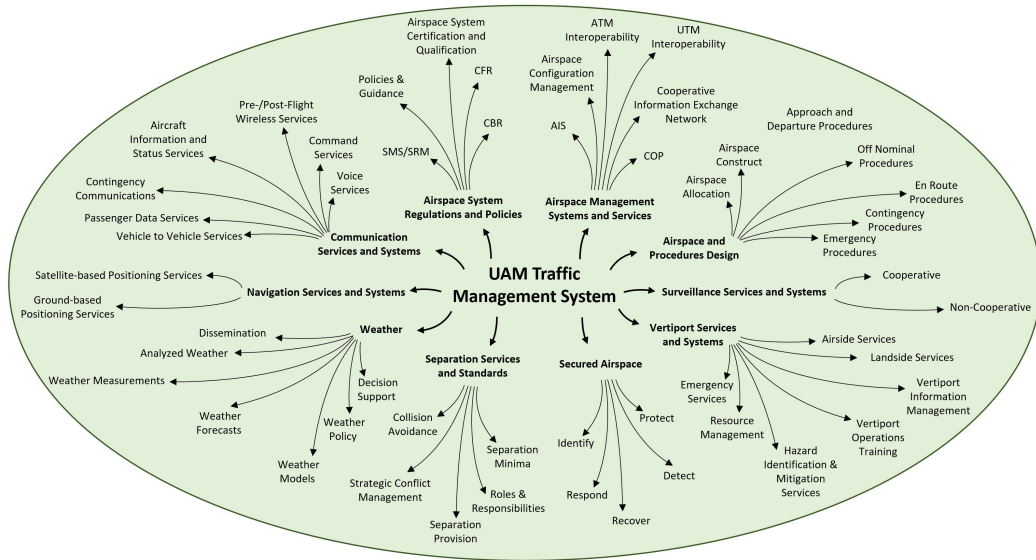 UAM Traffic
Management System
Airspace System
Regulations and Policies
SMS/SRM
Policies &
Guidance
Airspace System
Certification and
Qualification
CFR
CBR
Airspace Management
Systems and Services
AIS
Airspace
Configuration
Management
ATM
Interoperability
UTM
Interoperability
Cooperative
Information Exchange
Network
COP
Airspace and
Procedures Design
Airspace
Allocation
Airspace
Construct
Approach and
Departure Procedures
Off Nominal
Procedures
En Route
Procedures
Contingency
Procedures
Emergency
Procedures
Surveillance Services and Systems
Cooperative
Non-Cooperative
Vertiport Services
and Systems
Airside Services
Landside Services
Vertiport
Information
Management
Vertiport
Operations
Training
Hazard
Identification &
Mitigation
Services
Resource
Management
Emergency
Services
Secured Airspace
Protect
Detect
Recover
Respond
Identify
Separation Services
and Standards
Separation
Minima
Roles &
Responsibilities
Separation
Provision
Strategic Conflict
Management
Collision
Avoidance
Weather
Decision
Support
Weather
Policy
Weather
Models
Weather
Forecasts
Weather Measurements
Analyzed Weather
Dissemination
Navigation Services and Systems
Ground-based
Positioning Services
Satellite-based Positioning Services
Communication
Services and Systems
Vehicle to Vehicle Services
Passenger Data Services
Contingency
Communications
Aircraft
Information and
Status Services
Pre-/Post-Flight
Wireless Services
Command
Services
Voice
Services